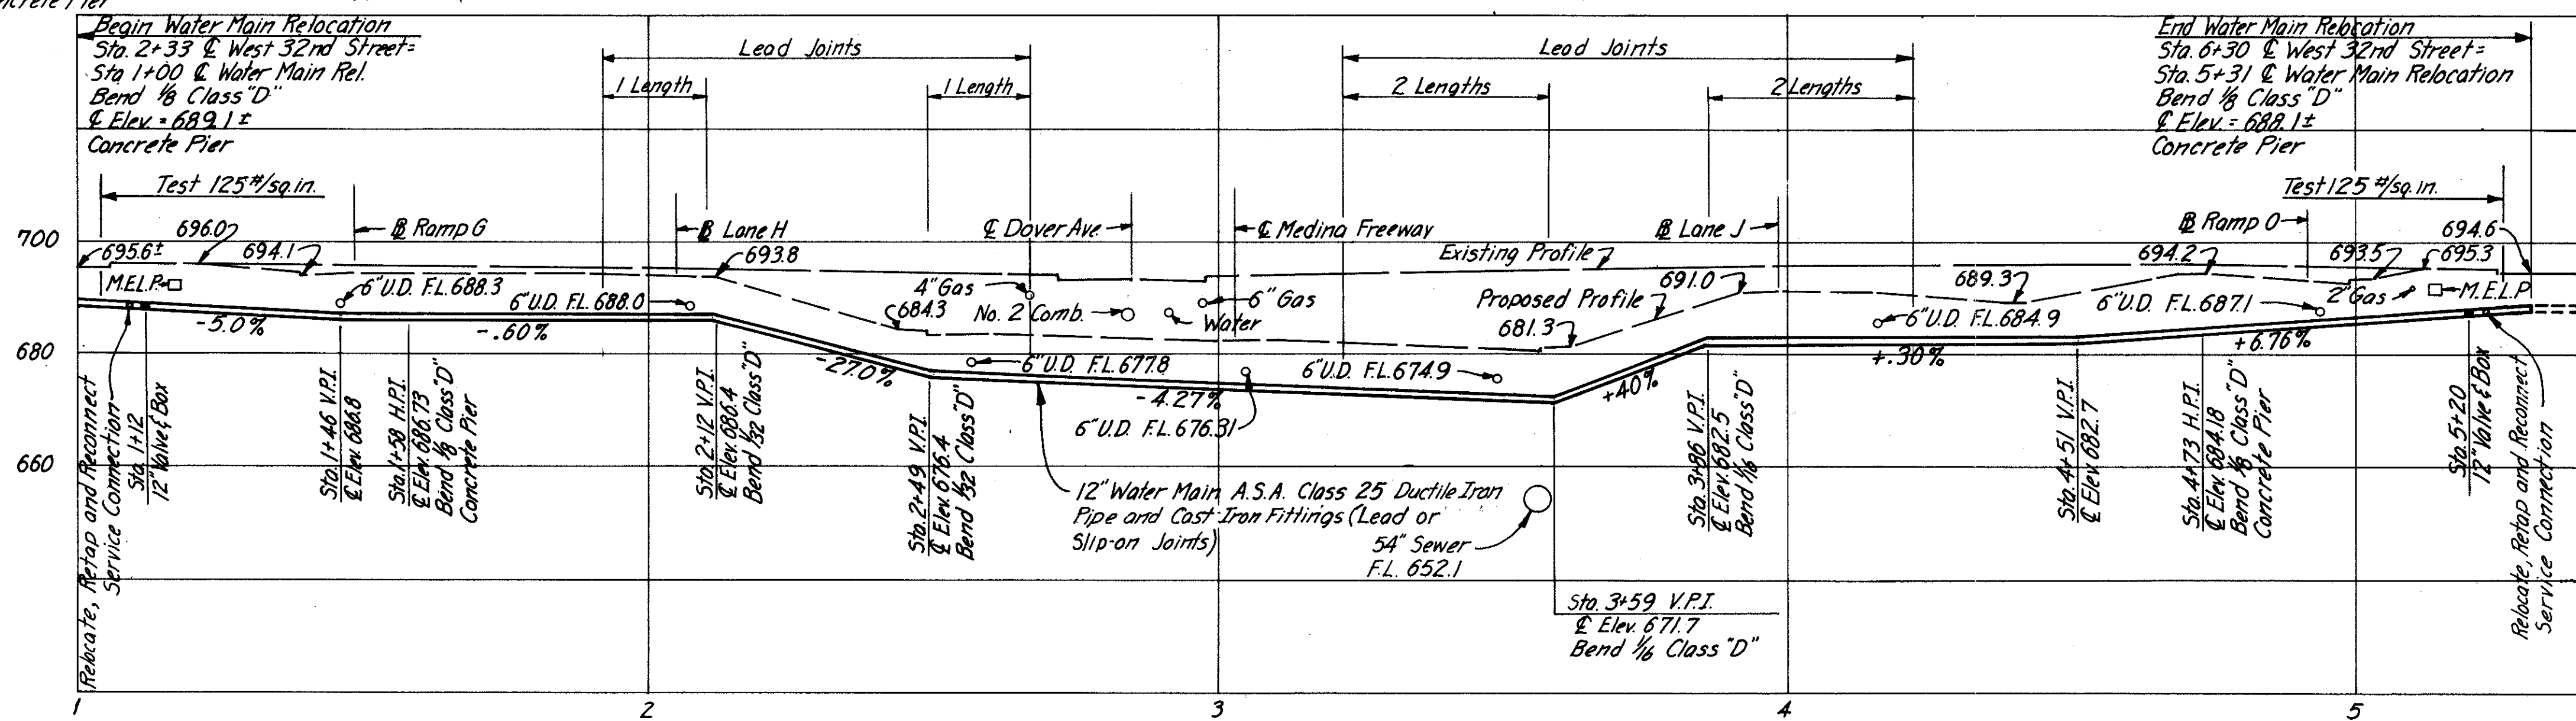 Begin Water Main Relocation
Sta. 2+33 ℄ West 32nd Street=
Sta 1+00 ℄ Water Main Rel.
Bend 1/8 Class "D"
℄ Elev. = 689.1±
Concrete Pier
Lead Joints
1 Length
1 Length
Lead Joints
2 Lengths
2 Lengths
End Water Main Relocation
Sta. 6+30 ℄ West 32nd Street=
Sta. 5+31 ℄ Water Main Relocation
Bend 1/8 Class "D"
℄ Elev. = 688.1±
Concrete Pier
Test 125#/sq.in.
Test 125#/sq.in.
700
680
660
695.6±
696.0
694.1
Ramp G
Lane H
693.8
℄ Dover Ave.
℄ Medina Freeway
Existing Profile
Lane J
Ramp O
694.2
693.5
694.6
695.3
M.E.L.P.
6" U.D. F.L. 688.3
6" U.D. F.L. 688.0
684.3
4" Gas
No. 2 Comb.
Water
6" Gas
Proposed Profile
681.3
691.0
689.3
6" U.D. F.L. 684.9
6" U.D. F.L. 687.1
2" Gas
M.E.L.P.
-5.0%
-.60%
-27.0%
6" U.D. F.L. 677.8
-4.27%
6" U.D. F.L. 676.31
6" U.D. F.L. 674.9
+40%
+.30%
+6.76%
Relocate, Retap and Reconnect
Service Connection
Sta. 1+12
12" Valve & Box
Sta. 1+46 V.P.I.
℄ Elev. 686.8
Sta. 1+58 H.P.I.
℄ Elev. 686.73
Bend 1/8 Class "D"
Concrete Pier
Sta. 2+12 V.P.I.
℄ Elev. 686.4
Bend 1/32 Class "D"
Sta. 2+49 V.P.I.
℄ Elev. 676.4
Bend 1/32 Class "D"
12" Water Main A.S.A. Class 25 Ductile Iron
Pipe and Cast Iron Fittings (Lead or
Slip-on Joints)
54" Sewer
F.L. 652.1
Sta. 3+59 V.P.I.
℄ Elev. 671.7
Bend 1/16 Class "D"
Sta. 3+86 V.P.I.
℄ Elev. 682.5
Bend 1/16 Class "D"
Sta. 4+51 V.P.I.
℄ Elev. 682.7
Sta. 4+73 H.P.I.
℄ Elev. 684.18
Bend 1/8 Class "D"
Concrete Pier
Sta. 5+20
12" Valve & Box
Relocate, Retap and Reconnect
Service Connection
1
2
3
4
5